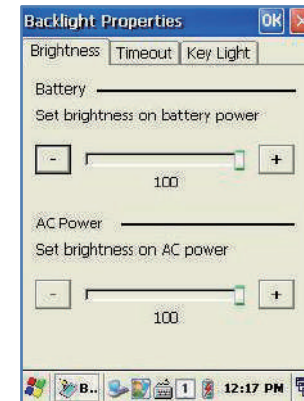 Backlight Properties OK ×
Brightness Timeout Key Light
Battery
Set brightness on battery power
- +
100
AC Power
Set brightness on AC power
- +
100
B.. 1 12:17 PM